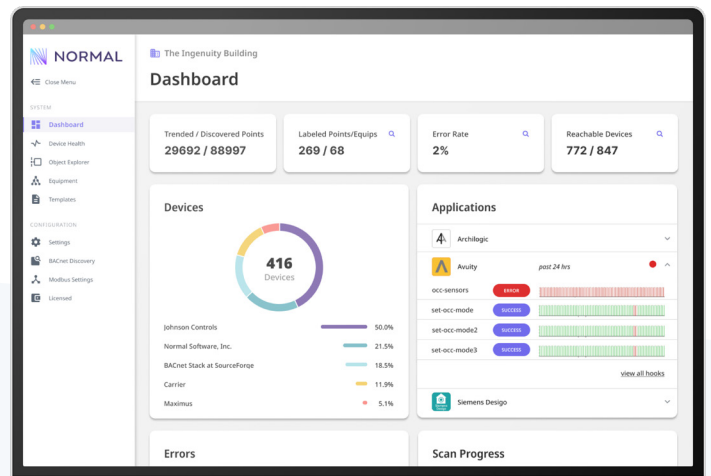 NORMAL
Close Menu
SYSTEM
Dashboard
Device Health
Object Explorer
Equipment
Templates
CONFIGURATION
Settings
BACnet Discovery
Modbus Settings
Licensed
The Ingenuity Building
Dashboard
Trended / Discovered Points
29692 / 88997
Labeled Points/Equips
269 / 68
Error Rate
2%
Reachable Devices
772 / 847
Devices
416
Devices
Johnson Controls 50.0%
Normal Software, Inc. 21.5%
BACnet Stack at SourceForge 18.5%
Carrier 11.9%
Maximus 5.1%
Applications
Archilogic
Avuity past 24 hrs
occ-sensors ERROR
set-occ-mode SUCCESS
set-occ-mode2 SUCCESS
set-occ-mode3 SUCCESS
view all hooks
Siemens Desigo
Errors
Scan Progress